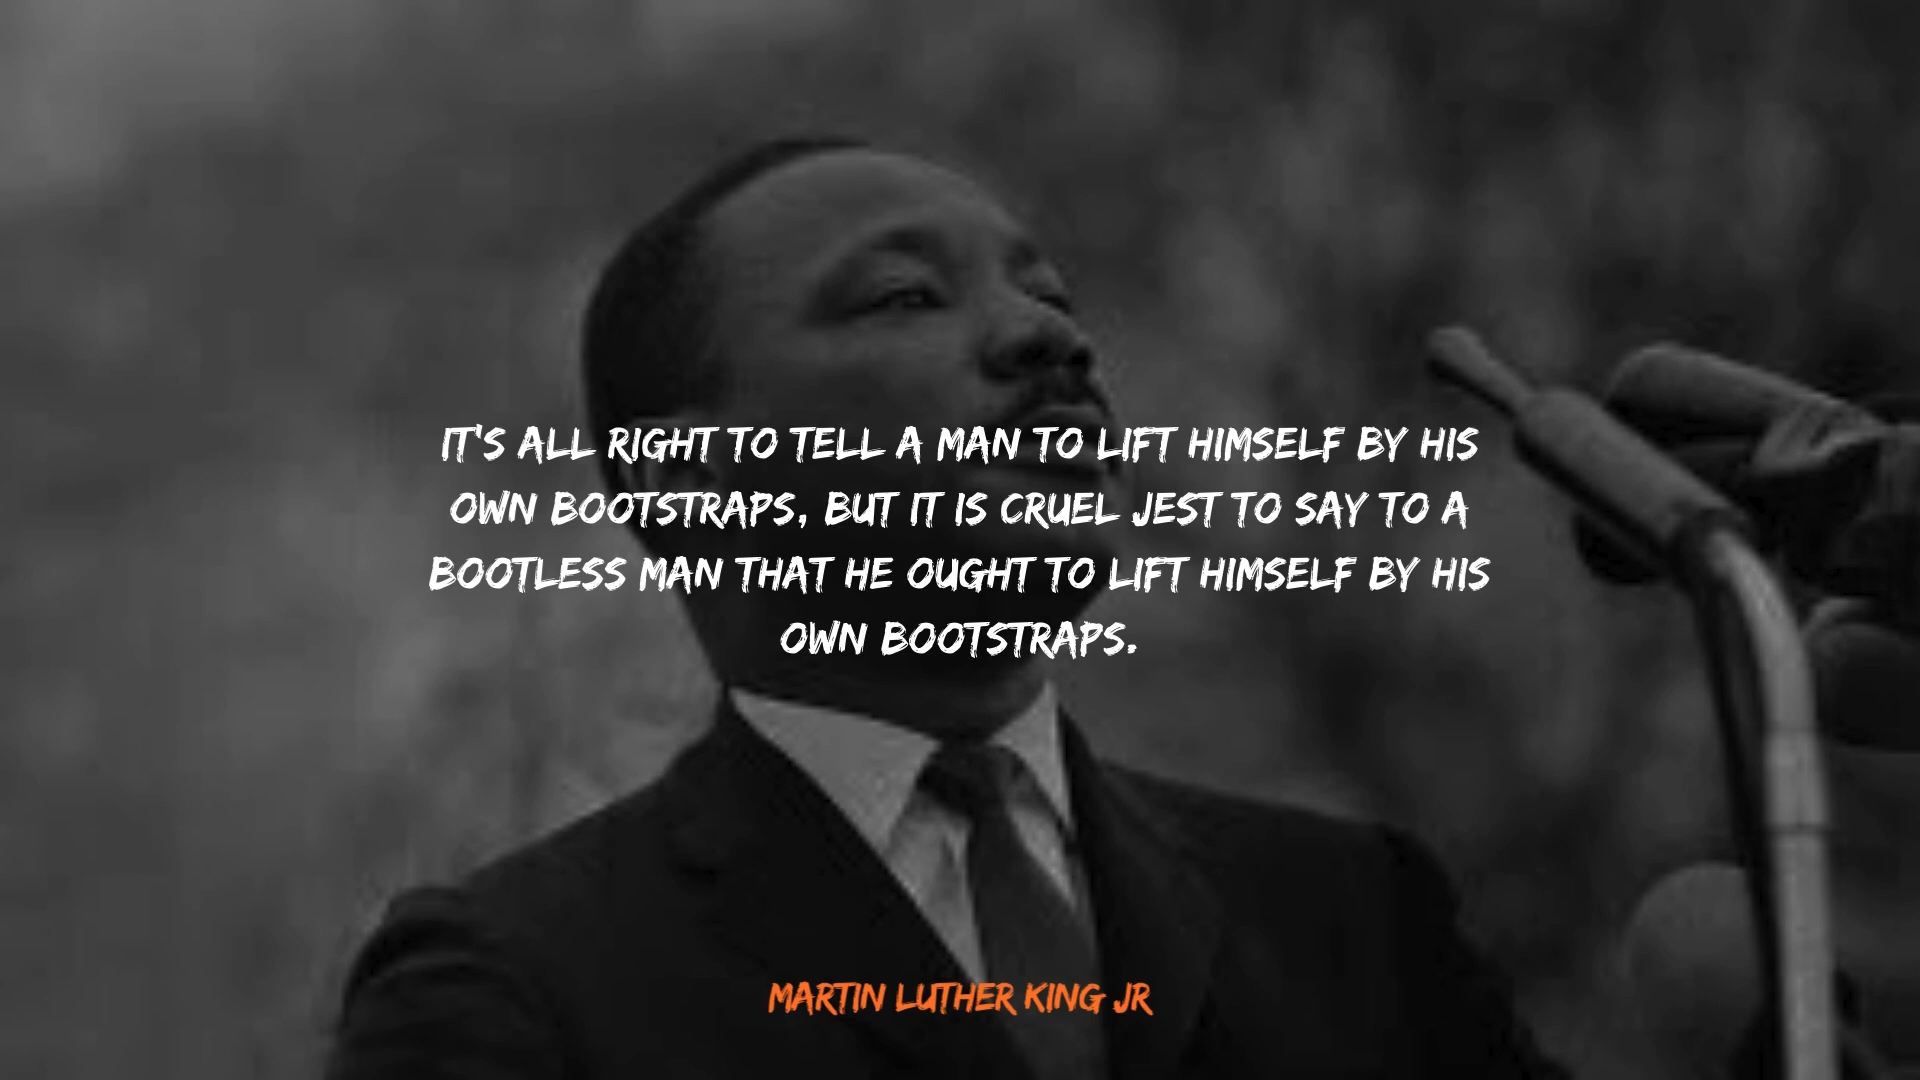 IT'S ALL RIGHT TO TELL A MAN TO LIFT HIMSELF BY HIS
OWN BOOTSTRAPS, BUT IT IS CRUEL JEST TO SAY TO A
BOOTLESS MAN THAT HE OUGHT TO LIFT HIMSELF BY HIS
OWN BOOTSTRAPS.
MARTIN LUTHER KING JR